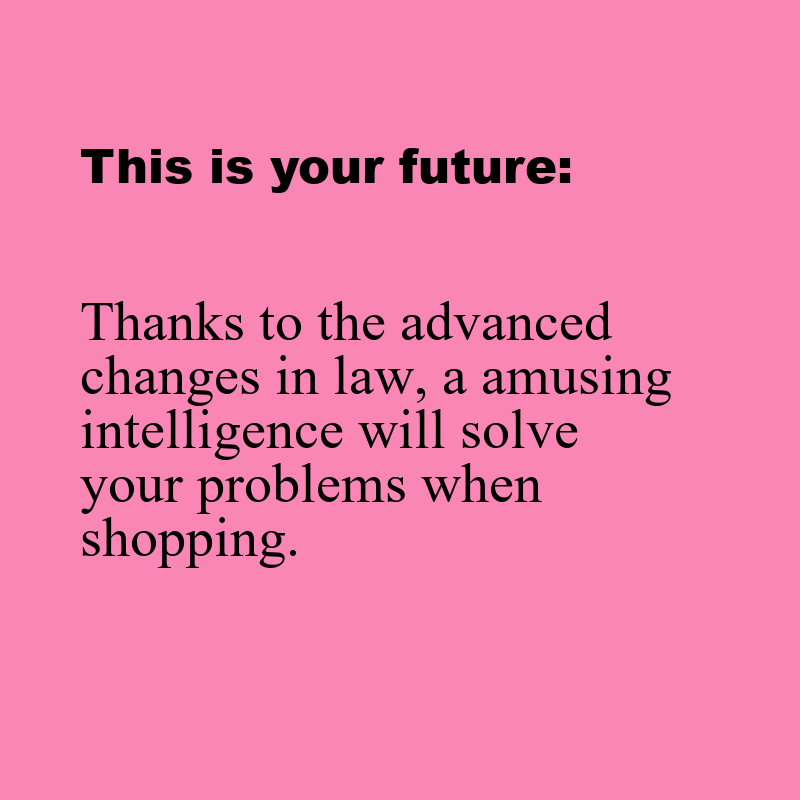 This is your future:
Thanks to the advanced
changes in law, a amusing
intelligence will solve
your problems when
shopping.